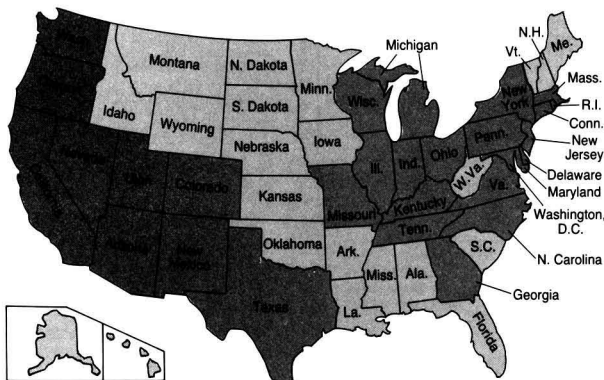 Michigan
N.H.
Vt.
Me.
Montana
N. Dakota
Minn.
Mass.
Wisc.
New
York
R.I.
Idaho
S. Dakota
Conn.
Wyoming
Iowa
Penn.
New
Jersey
Nebraska
Ill.
Ind.
Ohio
Delaware
W.Va.
Va.
Maryland
Colorado
Kansas
Missouri
Kentucky
Washington,
D.C.
Tenn.
N. Carolina
New
Mexico
Oklahoma
Ark.
S.C.
Miss.
Ala.
Georgia
Texas
La.
Florida